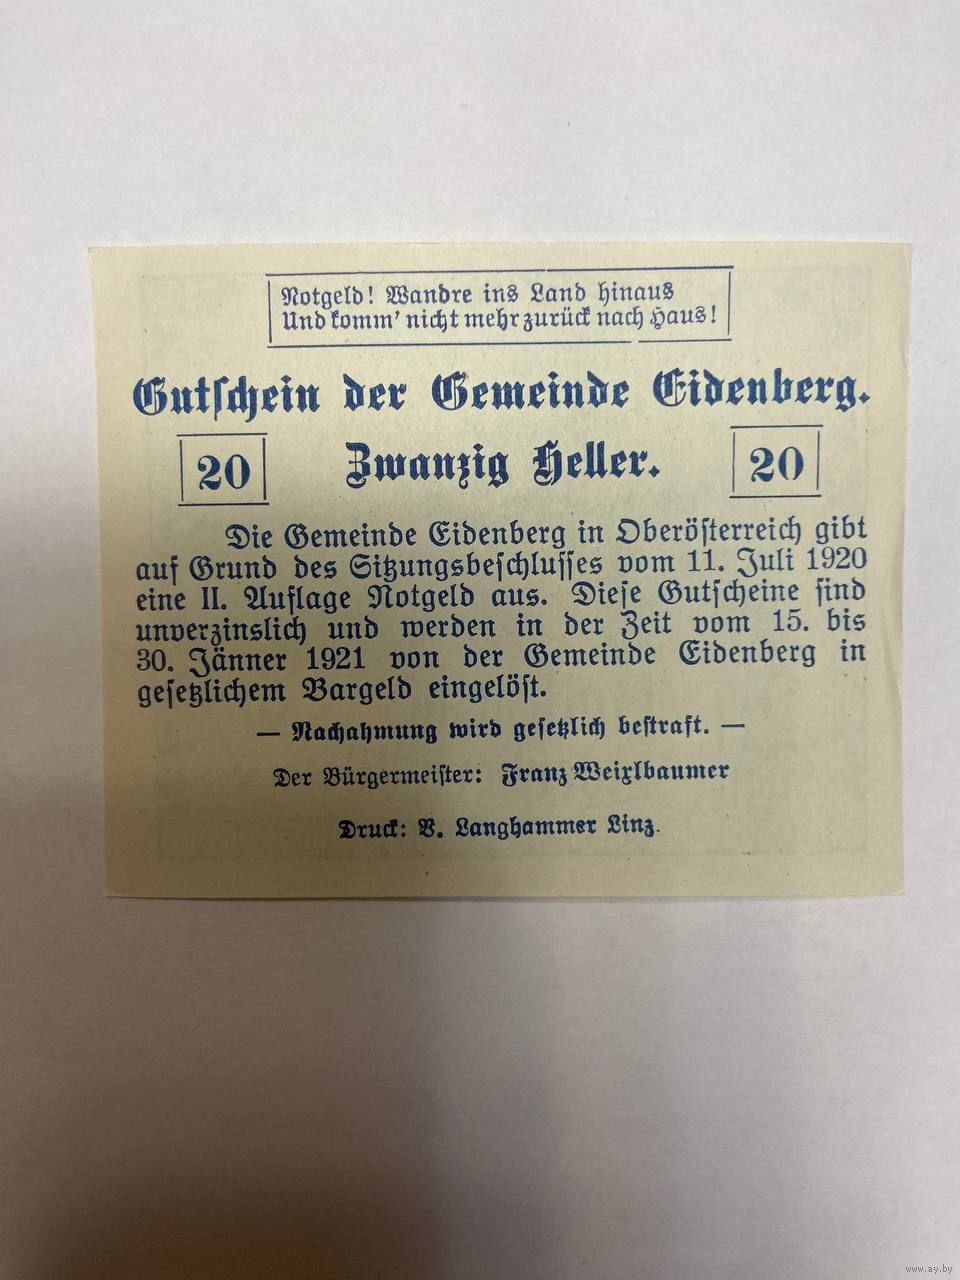 Notgeld! Wandre ins Land hinaus
Und komm' nicht mehr zurück nach Haus!
Gutschein der Gemeinde Eidenberg.
20 Zwanzig Heller. 20
Die Gemeinde Eidenberg in Oberösterreich gibt
auf Grund des Sitzungsbeschlusses vom 11. Juli 1920
eine II. Auflage Notgeld aus. Diese Gutscheine sind
unverzinslich und werden in der Zeit vom 15. bis
30. Jänner 1921 von der Gemeinde Eidenberg in
gesetzlichem Bargeld eingelöst.
— Nachahmung wird gesetzlich bestraft. —
Der Bürgermeister: Franz Weixlbaumer
Druck: V. Langhammer Linz.
www.ay.by